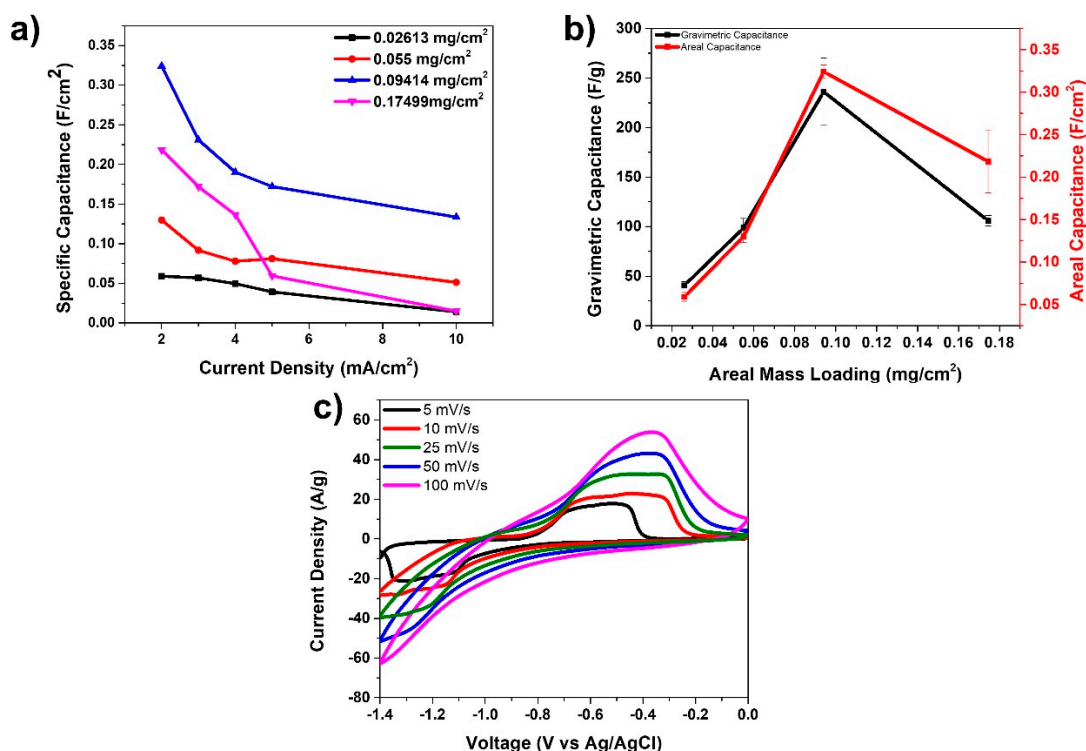 a)
0.02613 mg/cm²
0.055 mg/cm²
0.09414 mg/cm²
0.17499mg/cm²
0.35
0.30
0.25
0.20
0.15
0.10
0.05
0.00
Specific Capacitance (F/cm²)
2 4 6 8 10
Current Density (mA/cm²)
b)
Gravimetric Capacitance
Areal Capacitance
300
250
200
150
100
50
0
Gravimetric Capacitance (F/g)
0.35
0.30
0.25
0.20
0.15
0.10
0.05
Areal Capacitance (F/cm²)
0.02 0.04 0.06 0.08 0.10 0.12 0.14 0.16 0.18
Areal Mass Loading (mg/cm²)
c)
5 mV/s
10 mV/s
25 mV/s
50 mV/s
100 mV/s
60
40
20
0
-20
-40
-60
-80
Current Density (A/g)
-1.4 -1.2 -1.0 -0.8 -0.6 -0.4 -0.2 0.0
Voltage (V vs Ag/AgCl)